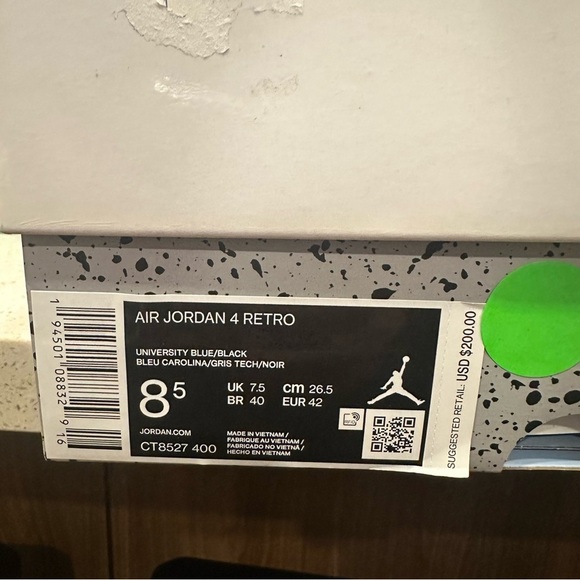 AIR JORDAN 4 RETRO
UNIVERSITY BLUE/BLACK
BLEU CAROLINA/GRIS TECH/NOIR
8⁵
UK 7.5 cm 26.5
BR 40 EUR 42
JORDAN.COM
CT8527 400
MADE IN VIETNAM /
FABRIQUE AU VIETNAM /
FABRICADO NO VIETNÃ /
HECHO EN VIETNAM
1 94501 08832 9 16
SUGGESTED RETAIL: USD $200.00